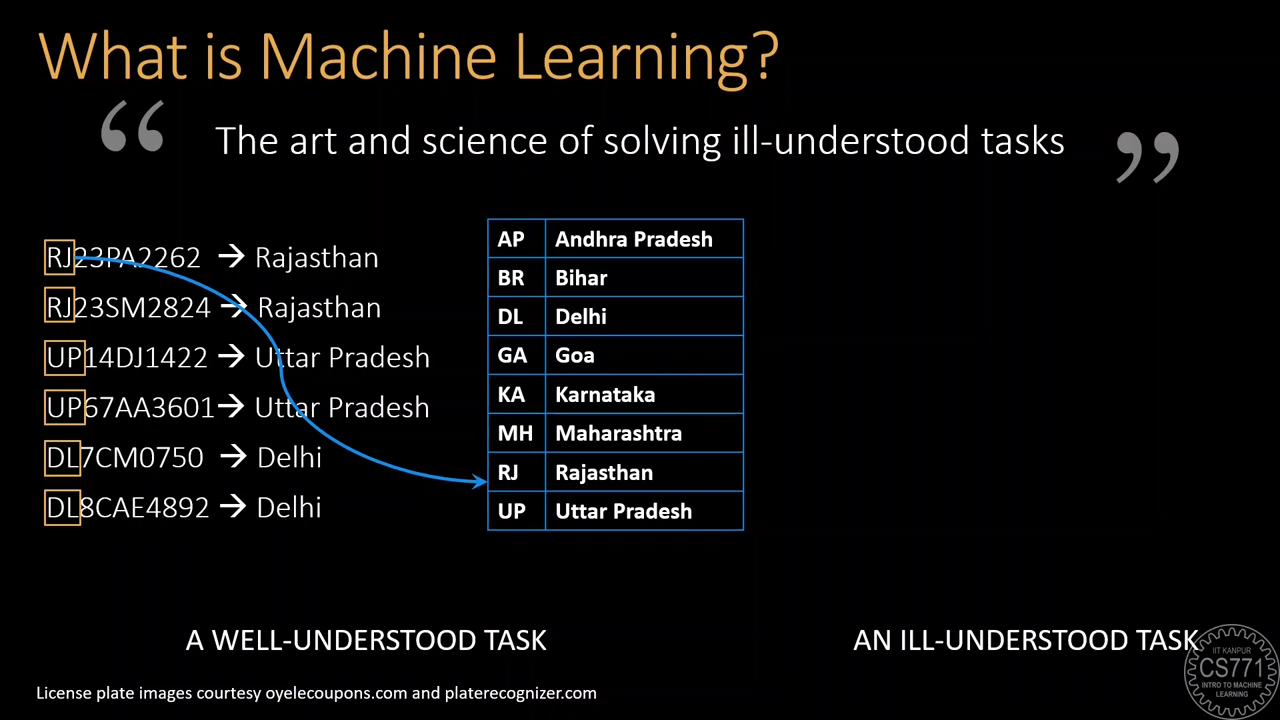 What is Machine Learning?
“ The art and science of solving ill-understood tasks ”
RJ23PA2262 → Rajasthan
RJ23SM2824 → Rajasthan
UP14DJ1422 → Uttar Pradesh
UP67AA3601 → Uttar Pradesh
DL7CM0750 → Delhi
DL8CAE4892 → Delhi
AP Andhra Pradesh
BR Bihar
DL Delhi
GA Goa
KA Karnataka
MH Maharashtra
RJ Rajasthan
UP Uttar Pradesh
A WELL-UNDERSTOOD TASK
AN ILL-UNDERSTOOD TASK
License plate images courtesy oyelecoupons.com and platerecognizer.com
IIT KANPUR
CS771
INTRO TO MACHINE
LEARNING